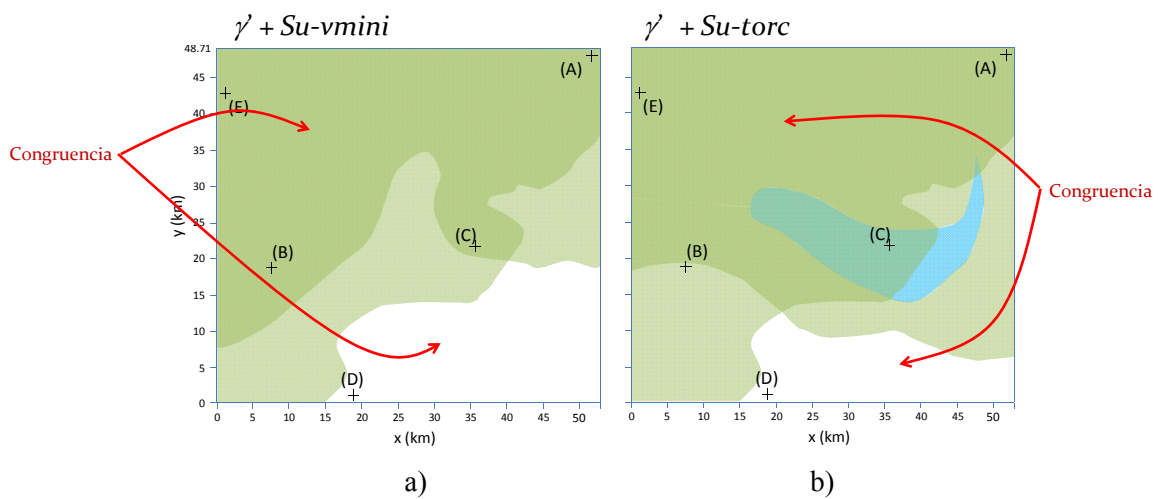 γ' + Su-vmini
γ' + Su-torc
48.71
45
40
35
30
25
20
15
10
5
0
y (km)
(A)
(E)
(B)
(C)
(D)
0 5 10 15 20 25 30 35 40 45 50
x (km)
Congruencia
(A)
(E)
(B)
(C)
(D)
0 5 10 15 20 25 30 35 40 45 50
x (km)
Congruencia
a)
b)